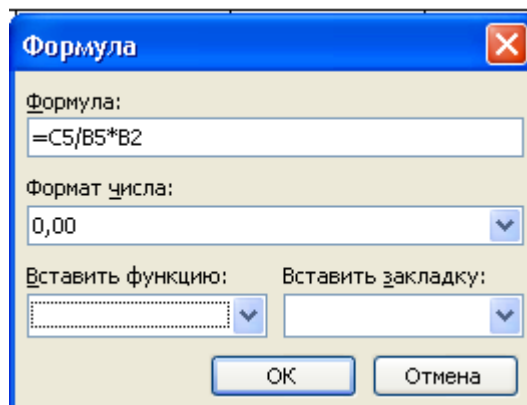 Формула
Формула:
=C5/B5*B2
Формат числа:
0,00
Вставить функцию: Вставить закладку:
ОК Отмена